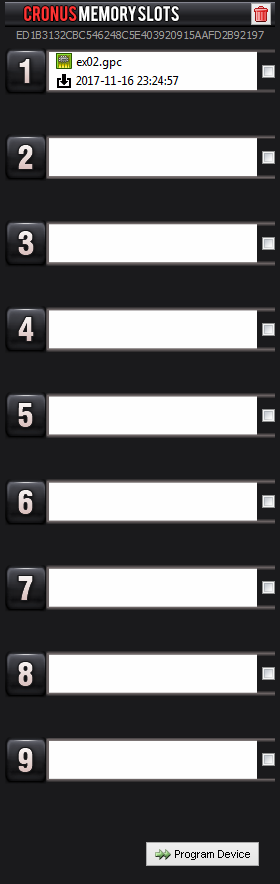 CRONUS MEMORY SLOTS
ED1B3132CBC546248C5E403920915AAFD2B92197
1
ex02.gpc
2017-11-16 23:24:57
2
3
4
5
6
7
8
9
Program Device